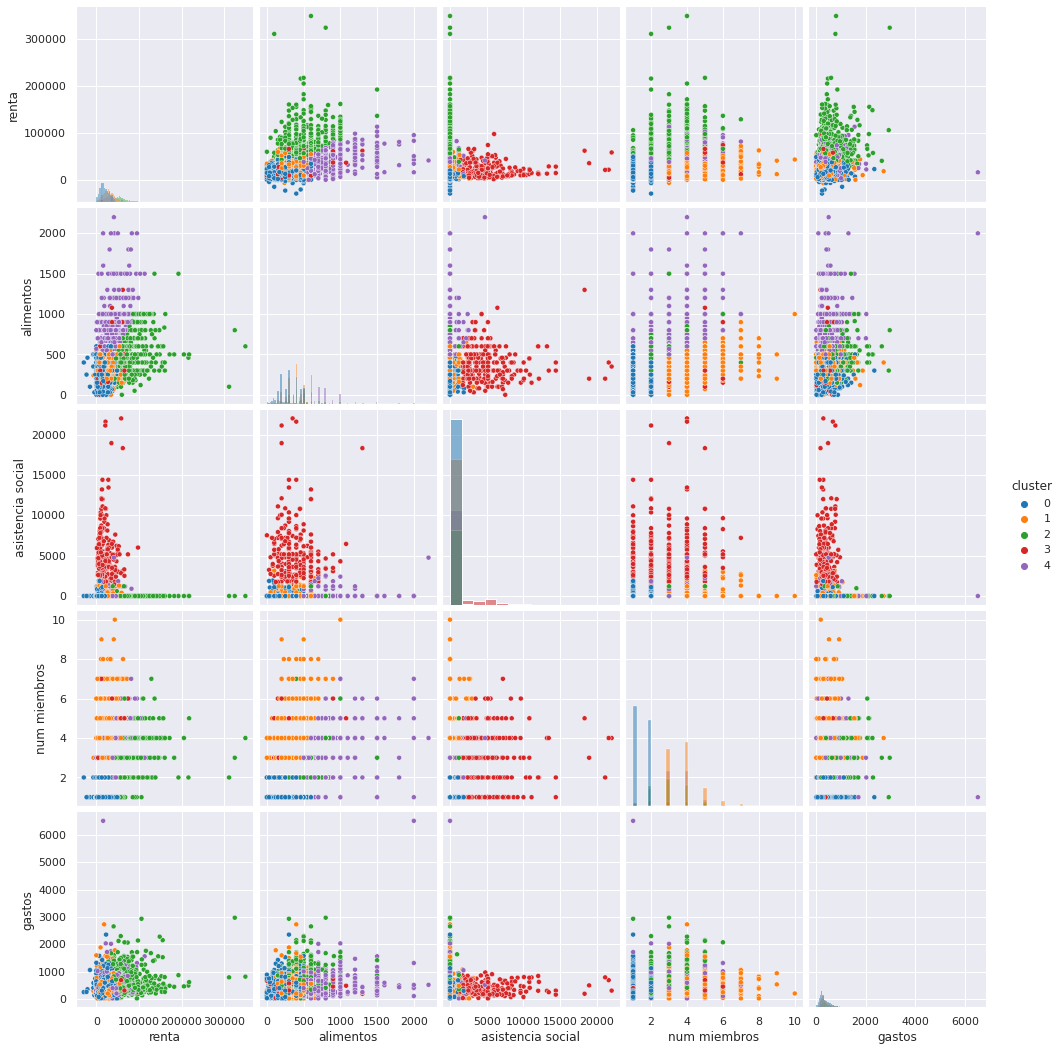 300000
200000
100000
0
renta
2000
1500
1000
500
0
alimentos
20000
15000
10000
5000
0
asistencia social
10
8
6
4
2
num miembros
6000
5000
4000
3000
2000
1000
0
gastos
0 100000 200000 300000
renta
0 500 1000 1500 2000
alimentos
0 5000 10000 15000 20000
asistencia social
2 4 6 8 10
num miembros
0 2000 4000 6000
gastos
cluster
0
1
2
3
4